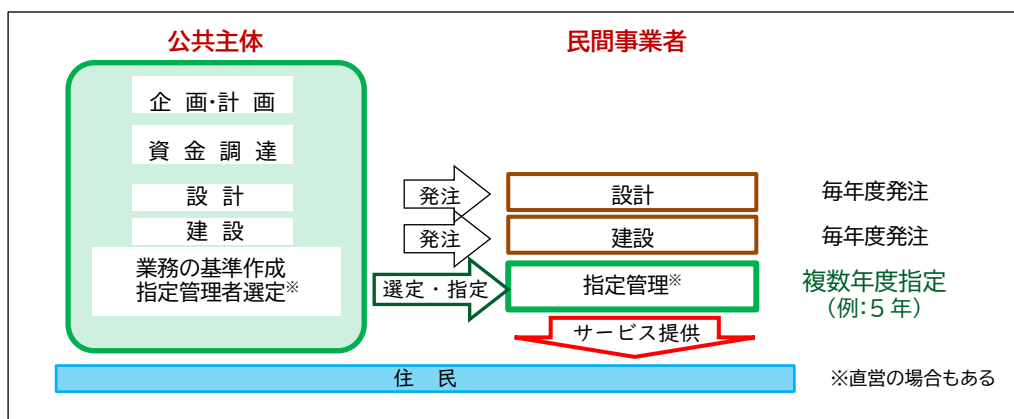 公共主体
民間事業者
企 画・計 画
資 金 調 達
設 計
発注
設計
毎年度発注
建 設
発注
建設
毎年度発注
業務の基準作成
指定管理者選定※
選定・指定
指定管理※
複数年度指定
(例:5年)
サービス提供
住 民
※直営の場合もある